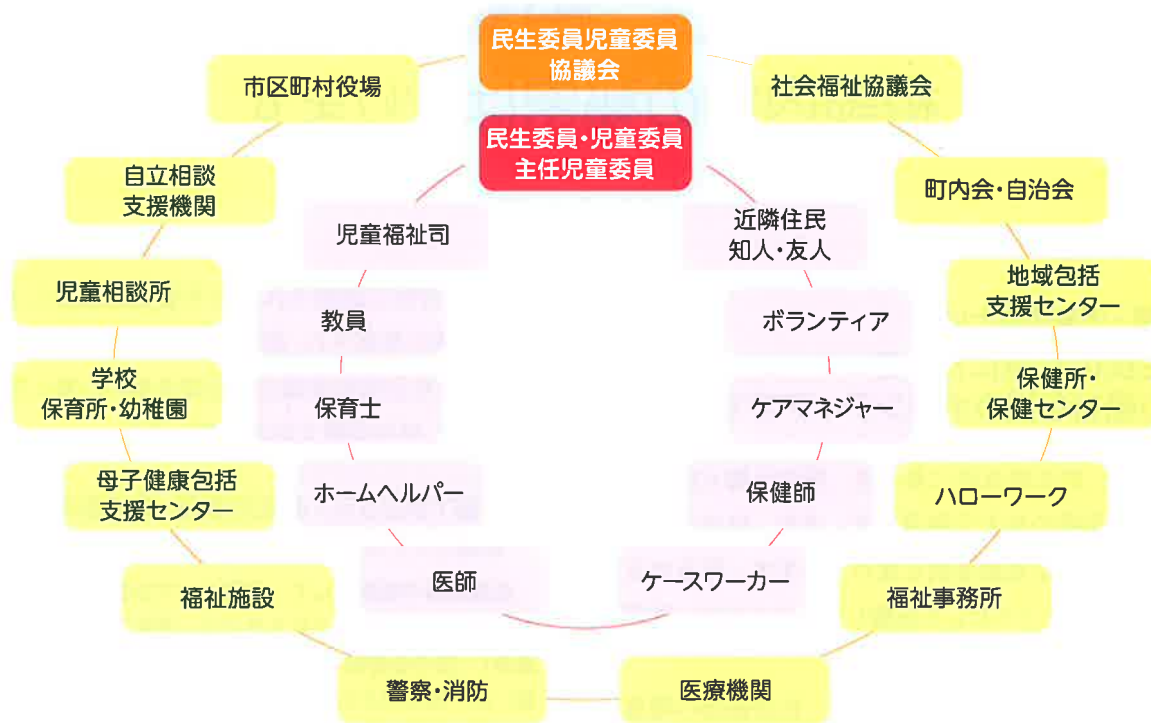 民生委員児童委員
協議会
市区町村役場
社会福祉協議会
民生委員・児童委員
主任児童委員
自立相談
支援機関
町内会・自治会
児童福祉司
近隣住民
知人・友人
児童相談所
地域包括
支援センター
教員
ボランティア
学校
保育所・幼稚園
保健所・
保健センター
保育士
ケアマネジャー
母子健康包括
支援センター
ホームヘルパー
保健師
ハローワーク
福祉施設
医師
ケースワーカー
福祉事務所
警察・消防
医療機関